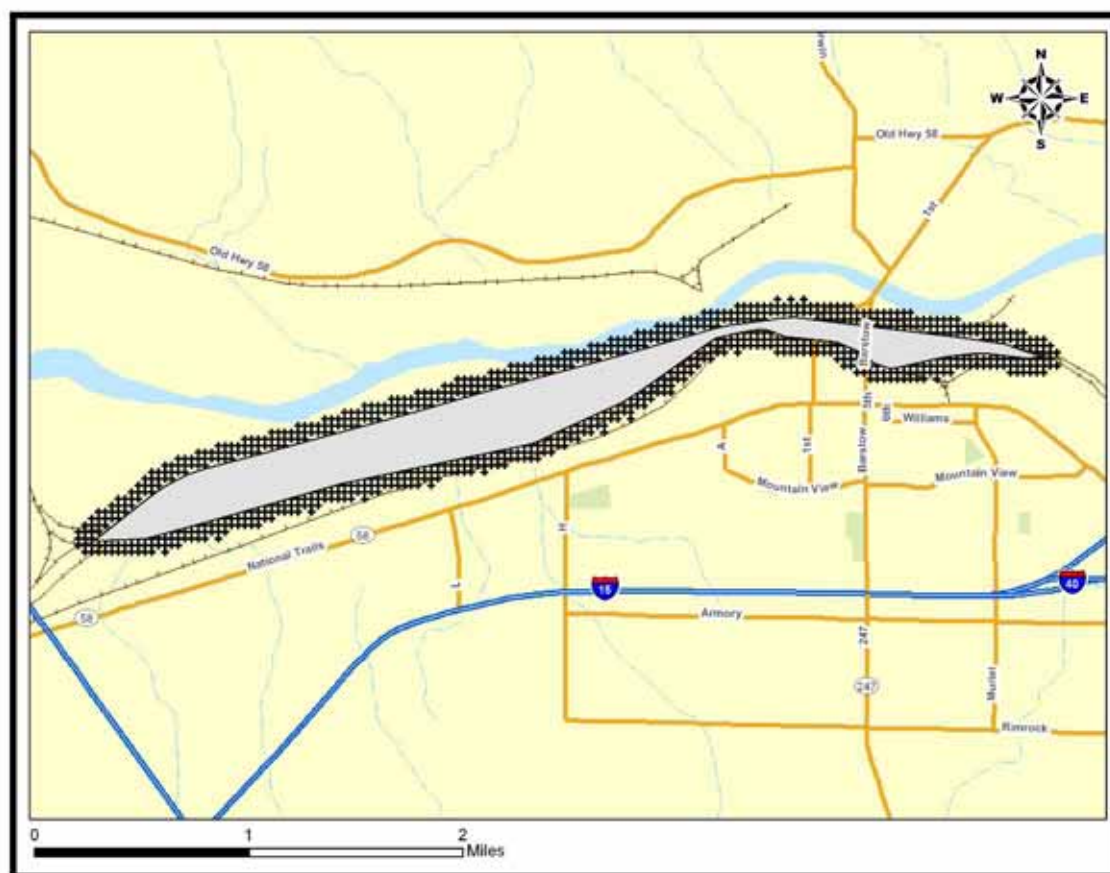 N
W E
S
Old Hwy 58
1st
Old Hwy 58
Barstow
5th
6th
Williams
A
1st
Barstow
Mountain View
Mountain View
H
National Trails
58
58
L
15
40
Armory
247
247
Muriel
Rimrock
0 1 2
Miles